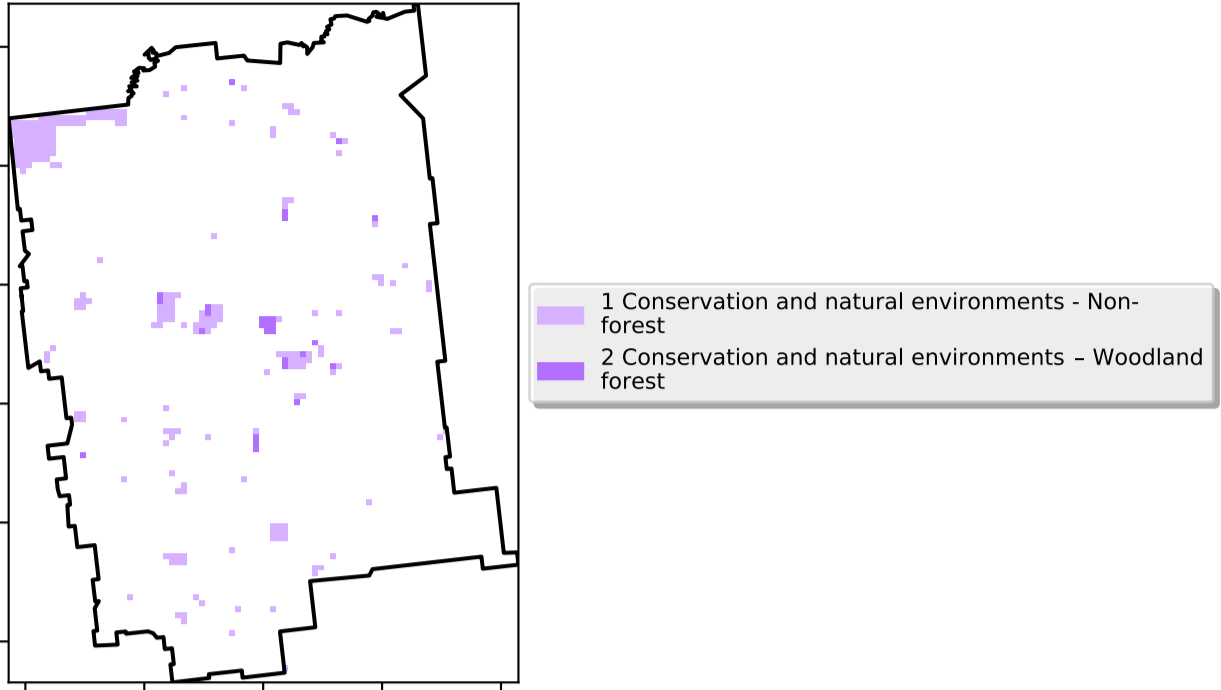 1 Conservation and natural environments - Non-
forest
2 Conservation and natural environments – Woodland
forest